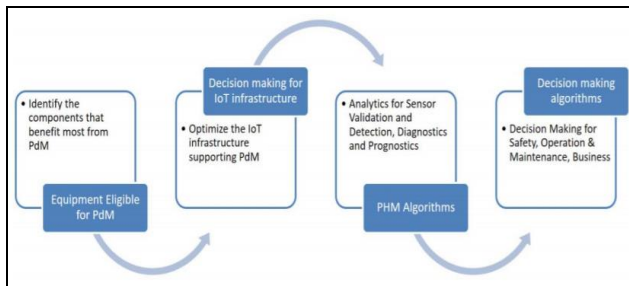 • Identify the
components that
benefit most from
PdM
Equipment Eligible
for PdM
Decision making for
IoT infrastructure
• Optimize the IoT
infrastructure
supporting PdM
• Analytics for Sensor
Validation and
Detection, Diagnostics
and Prognostics
PHM Algorithms
Decision making
algorithms
• Decision Making for
Safety, Operation &
Maintenance, Business